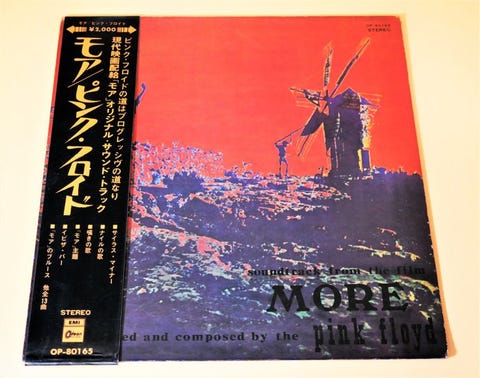 モア ピンク・フロイド
¥2,000
モア/ピンク・フロイド
ピンク・フロイドの道はプログレッシヴの道なり
現代映画配給「モア」オリジナル・サウンド・トラック
■サイラス・マイナー
■ナイルの歌
■嘆きの歌
■「モア」主題
■イビザ・バー
■「モア」のブルース
他全13曲
STEREO
EMI
Odeon
OP-80165
OP-80165
STEREO
soundtrack from the film
MORE
ed and composed by the pink floyd